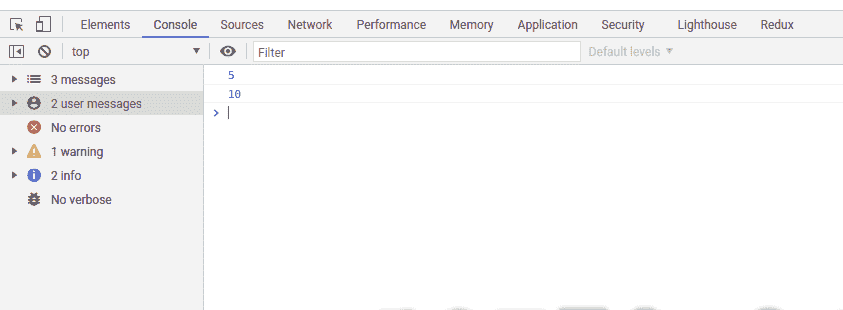 Elements Console Sources Network Performance Memory Application Security Lighthouse Redux
top Filter Default levels
3 messages
2 user messages
No errors
1 warning
2 info
No verbose
5
10